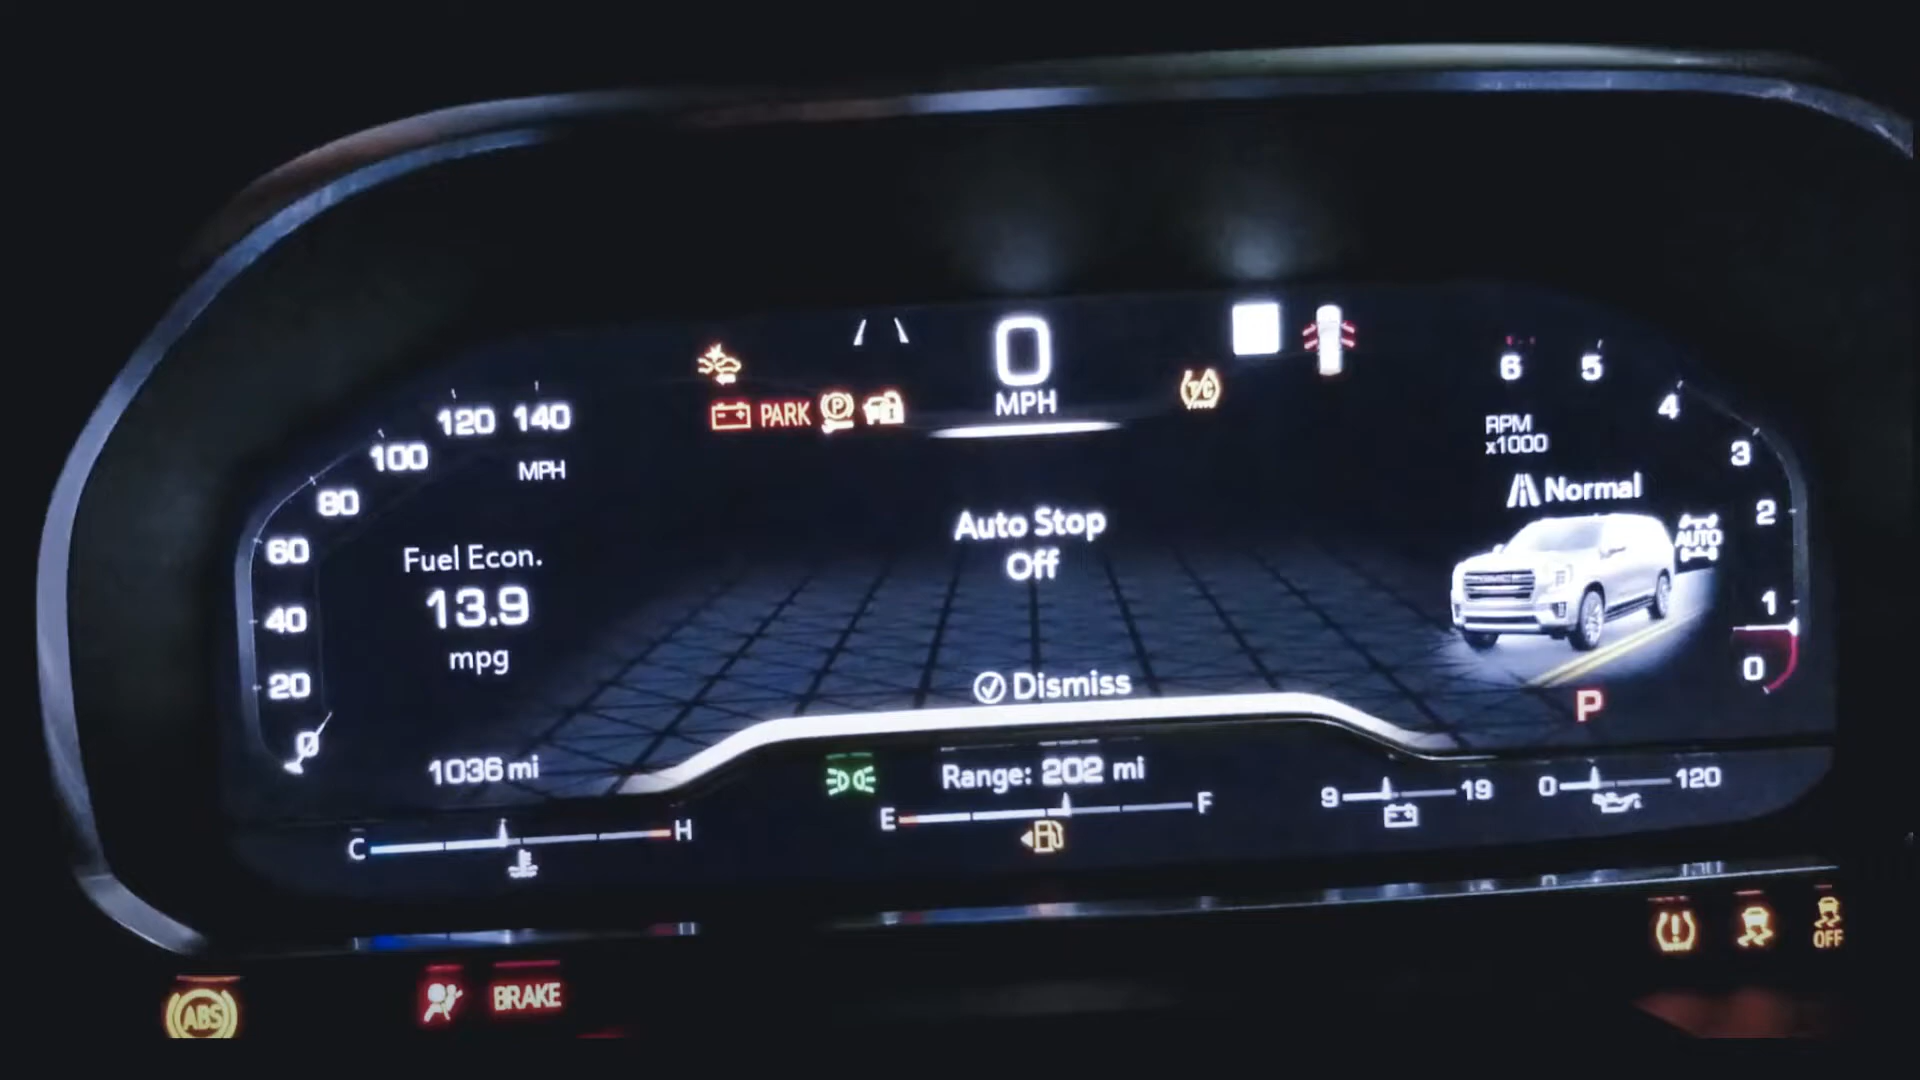 0
MPH
PARK
P
T/C
120 140
100
MPH
80
60
40
20
0
Fuel Econ.
13.9
mpg
1036 mi
Auto Stop
Off
Dismiss
6 5
4
3
2
1
0
RPM
x1000
Normal
AUTO
GMC
P
Range: 202 mi
C H
E F
9 19
0 120
ABS
BRAKE
OFF